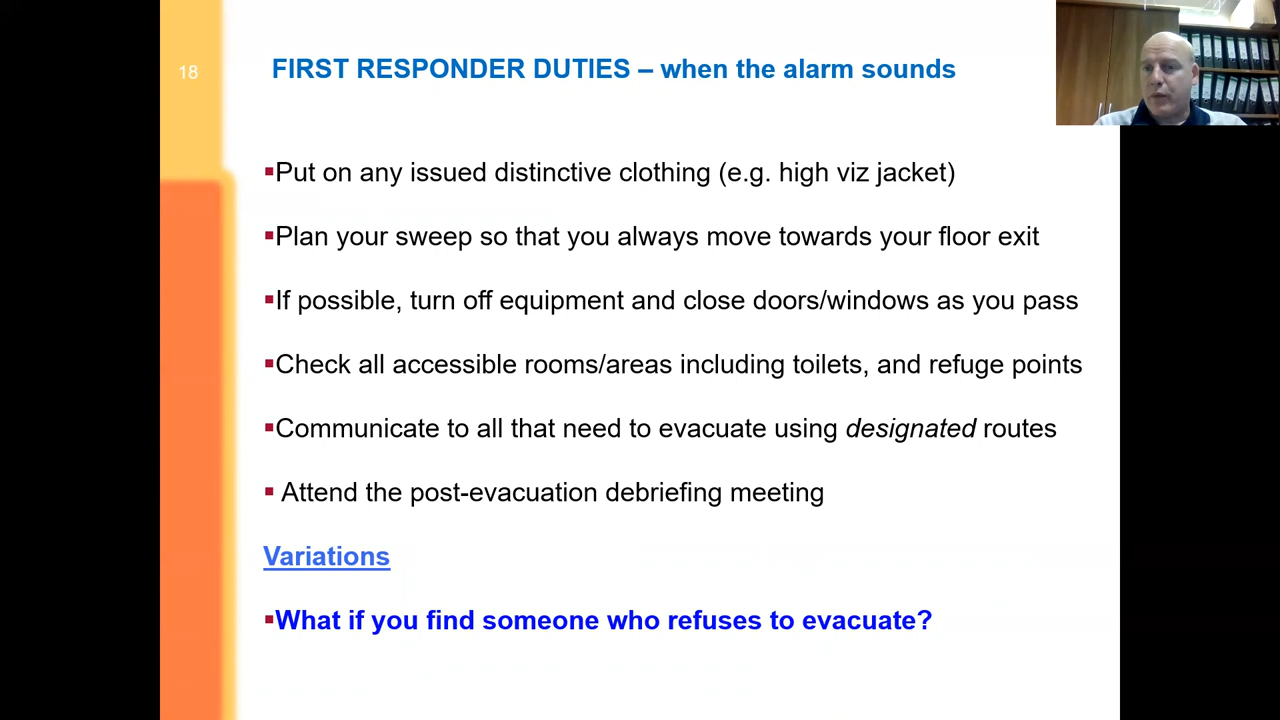 18
FIRST RESPONDER DUTIES – when the alarm sounds
▪Put on any issued distinctive clothing (e.g. high viz jacket)
▪Plan your sweep so that you always move towards your floor exit
▪If possible, turn off equipment and close doors/windows as you pass
▪Check all accessible rooms/areas including toilets, and refuge points
▪Communicate to all that need to evacuate using designated routes
▪ Attend the post-evacuation debriefing meeting
Variations
▪What if you find someone who refuses to evacuate?